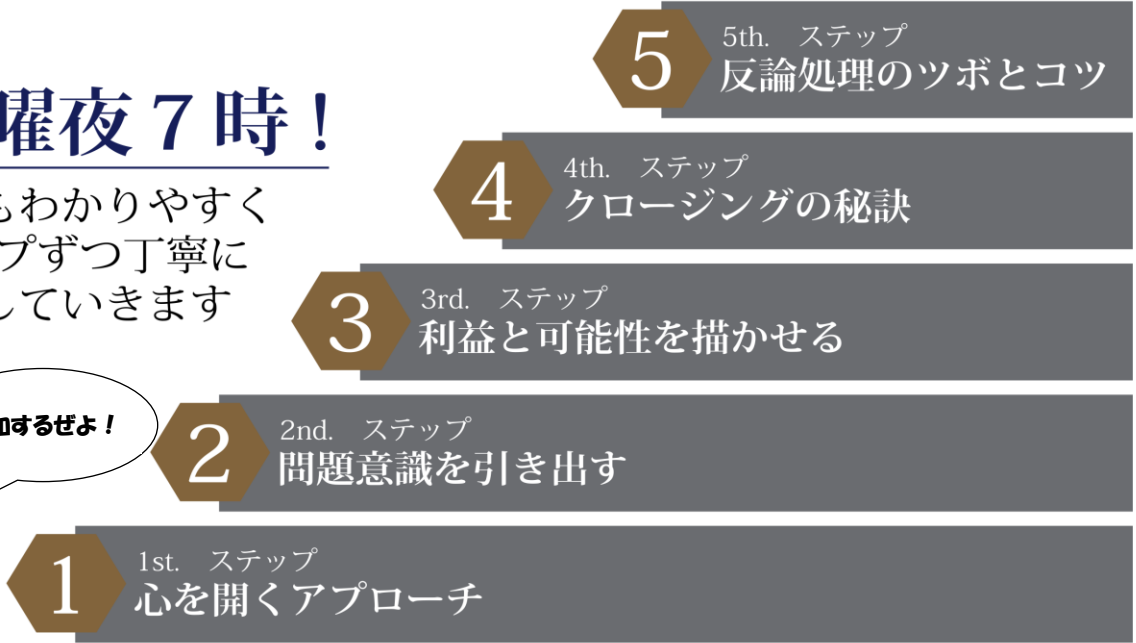 曜夜７時！
もわかりやすく
プずつ丁寧に
していきます
加するぜよ！
5
5th.　ステップ
反論処理のツボとコツ
4
4th.　ステップ
クロージングの秘訣
3
3rd.　ステップ
利益と可能性を描かせる
2
2nd.　ステップ
問題意識を引き出す
1
1st.　ステップ
心を開くアプローチ